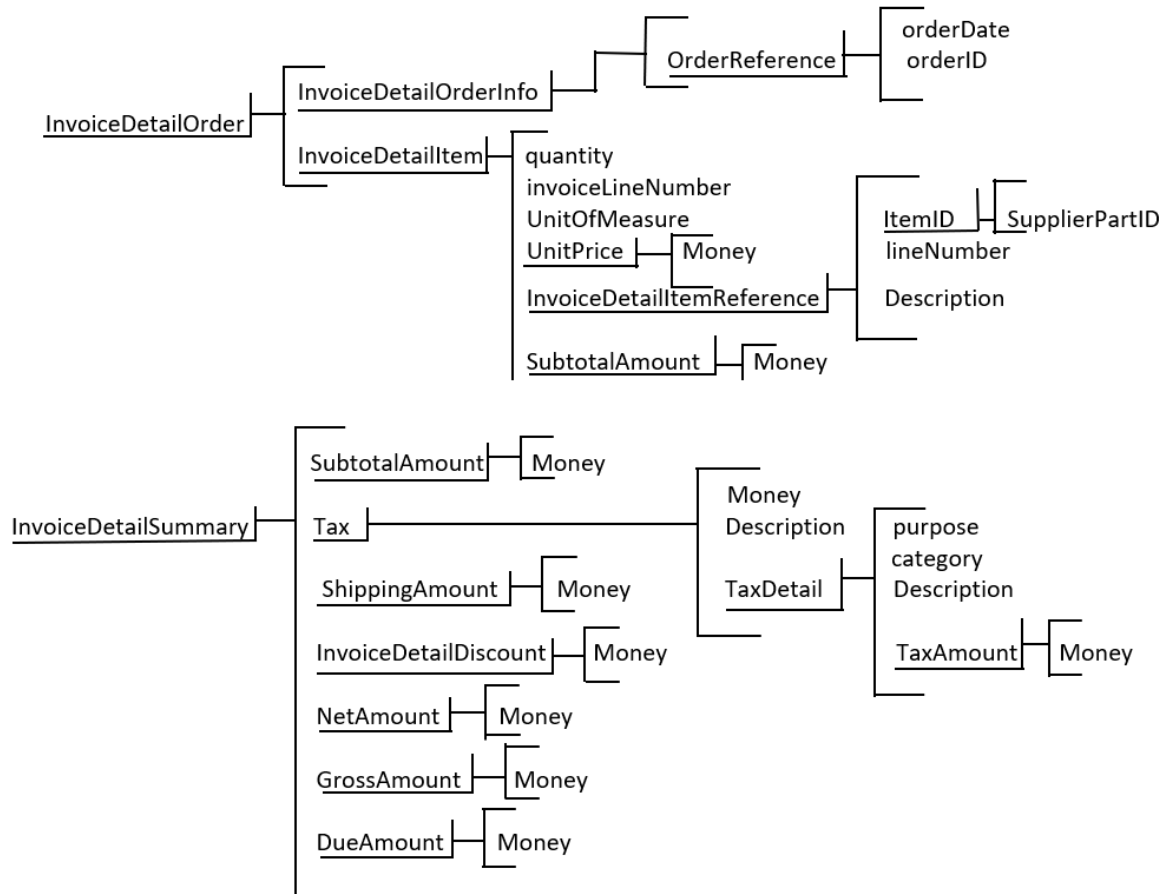 orderDate
OrderReference
orderID
InvoiceDetailOrderInfo
InvoiceDetailOrder
InvoiceDetailItem
quantity
invoiceLineNumber
UnitOfMeasure
UnitPrice
Money
ItemID
SupplierPartID
lineNumber
InvoiceDetailItemReference
Description
SubtotalAmount
Money
SubtotalAmount
Money
InvoiceDetailSummary
Tax
Money
Description
purpose
category
ShippingAmount
Money
TaxDetail
Description
InvoiceDetailDiscount
Money
TaxAmount
Money
NetAmount
Money
GrossAmount
Money
DueAmount
Money